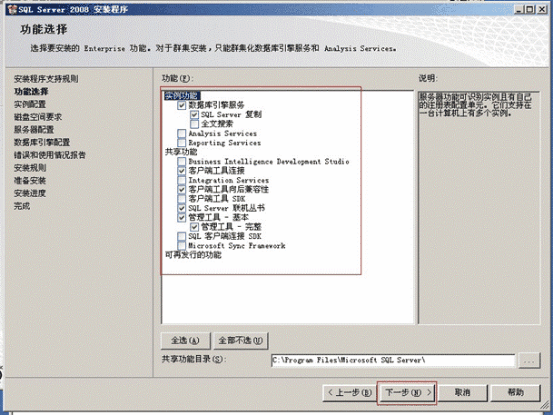 SQL Server 2008 安装程序
功能选择
选择要安装的 Enterprise 功能。对于群集安装，只能群集化数据库引擎服务和 Analysis Services。
安装程序支持规则
功能选择
实例配置
磁盘空间要求
服务器配置
数据库引擎配置
错误和使用情况报告
安装规则
准备安装
安装进度
完成
功能(F):
实例功能
数据库引擎服务
SQL Server 复制
全文搜索
Analysis Services
Reporting Services
共享功能
Business Intelligence Development Studio
客户端工具连接
Integration Services
客户端工具向后兼容性
客户端工具 SDK
SQL Server 联机丛书
管理工具 - 基本
管理工具 - 完整
SQL 客户端连接 SDK
Microsoft Sync Framework
可再发行的功能
说明:
服务器功能可识别实例且有自己
的注册表配置单元。它们支持在
一台计算机上有多个实例。
全选(A)
全部不选(U)
共享功能目录(S):
C:\Program Files\Microsoft SQL Server\
...
< 上一步(B)
下一步(N) >
取消
帮助